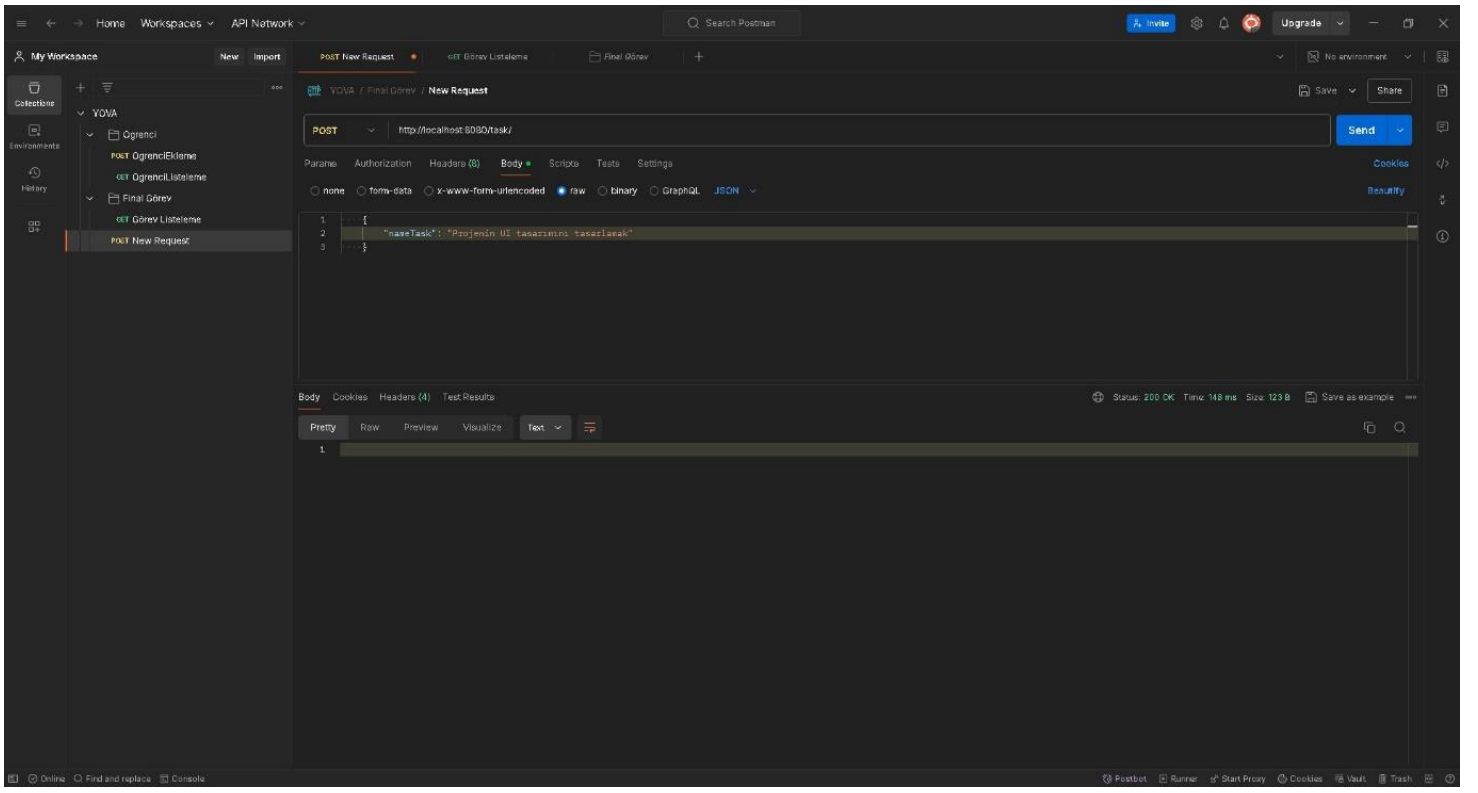 Home Workspaces API Network Search Postman Invite Upgrade
My Workspace New Import POST New Request GET Görev Listeleme Final Görev No environment
Collections
Environments
History
YOVA
Ogrenci
POST OgrenciEkleme
GET OgrenciListeleme
Final Görev
GET Görev Listeleme
POST New Request
YOVA / Final Görev / New Request Save Share
POST http://localhost:8080/task/ Send
Params Authorization Headers (8) Body Scripts Tests Settings Cookies
none form-data x-www-form-urlencoded raw binary GraphQL JSON Beautify
1 {
2 "nameTask": "Projenin UI tasarımını tasarlamak"
3 }
Body Cookies Headers (4) Test Results Status: 200 OK Time: 148 ms Size: 123 B Save as example
Pretty Raw Preview Visualize Text
1
Online Find and replace Console Postbot Runner Start Proxy Cookies Vault Trash